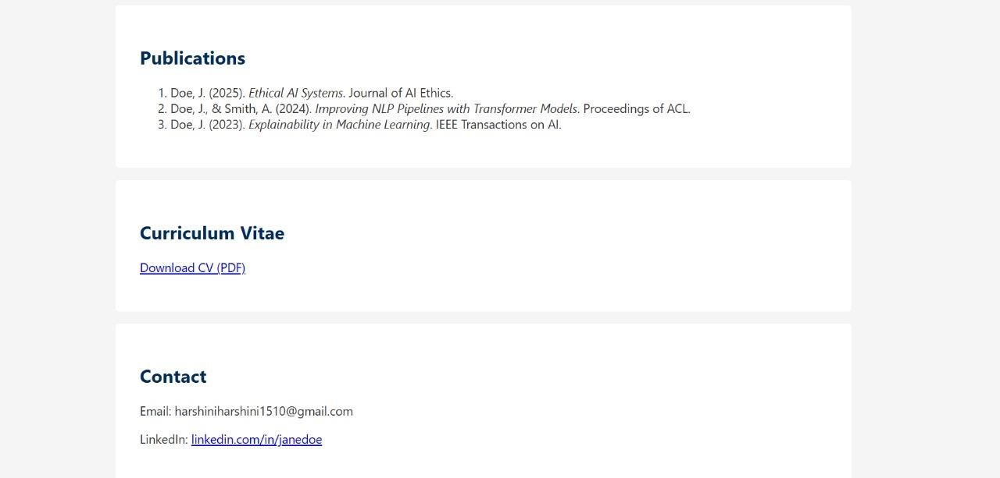 Publications
1. Doe, J. (2025). Ethical AI Systems. Journal of AI Ethics.
2. Doe, J., & Smith, A. (2024). Improving NLP Pipelines with Transformer Models. Proceedings of ACL.
3. Doe, J. (2023). Explainability in Machine Learning. IEEE Transactions on AI.
Curriculum Vitae
Download CV (PDF)
Contact
Email: harshiniharshini1510@gmail.com
LinkedIn: linkedin.com/in/janedoe